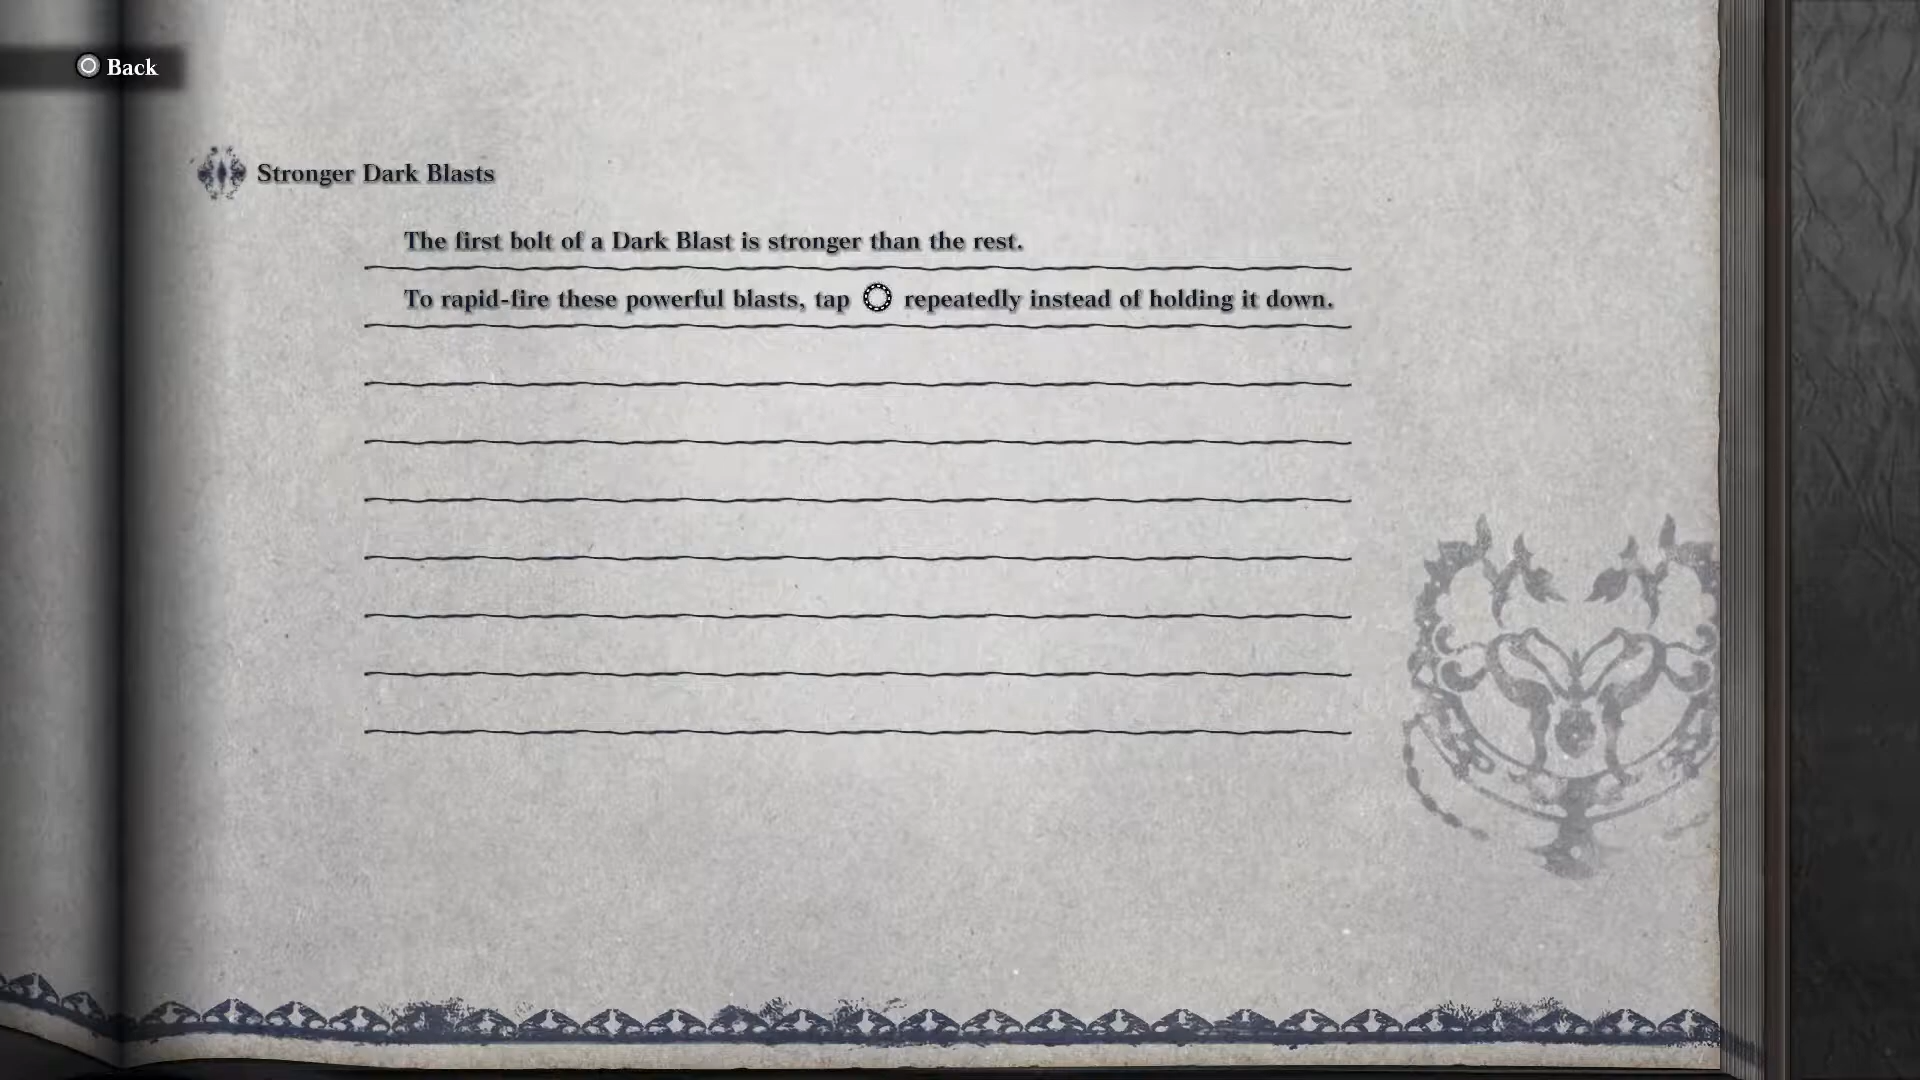 Back
Stronger Dark Blasts
The first bolt of a Dark Blast is stronger than the rest.
To rapid-fire these powerful blasts, tap repeatedly instead of holding it down.